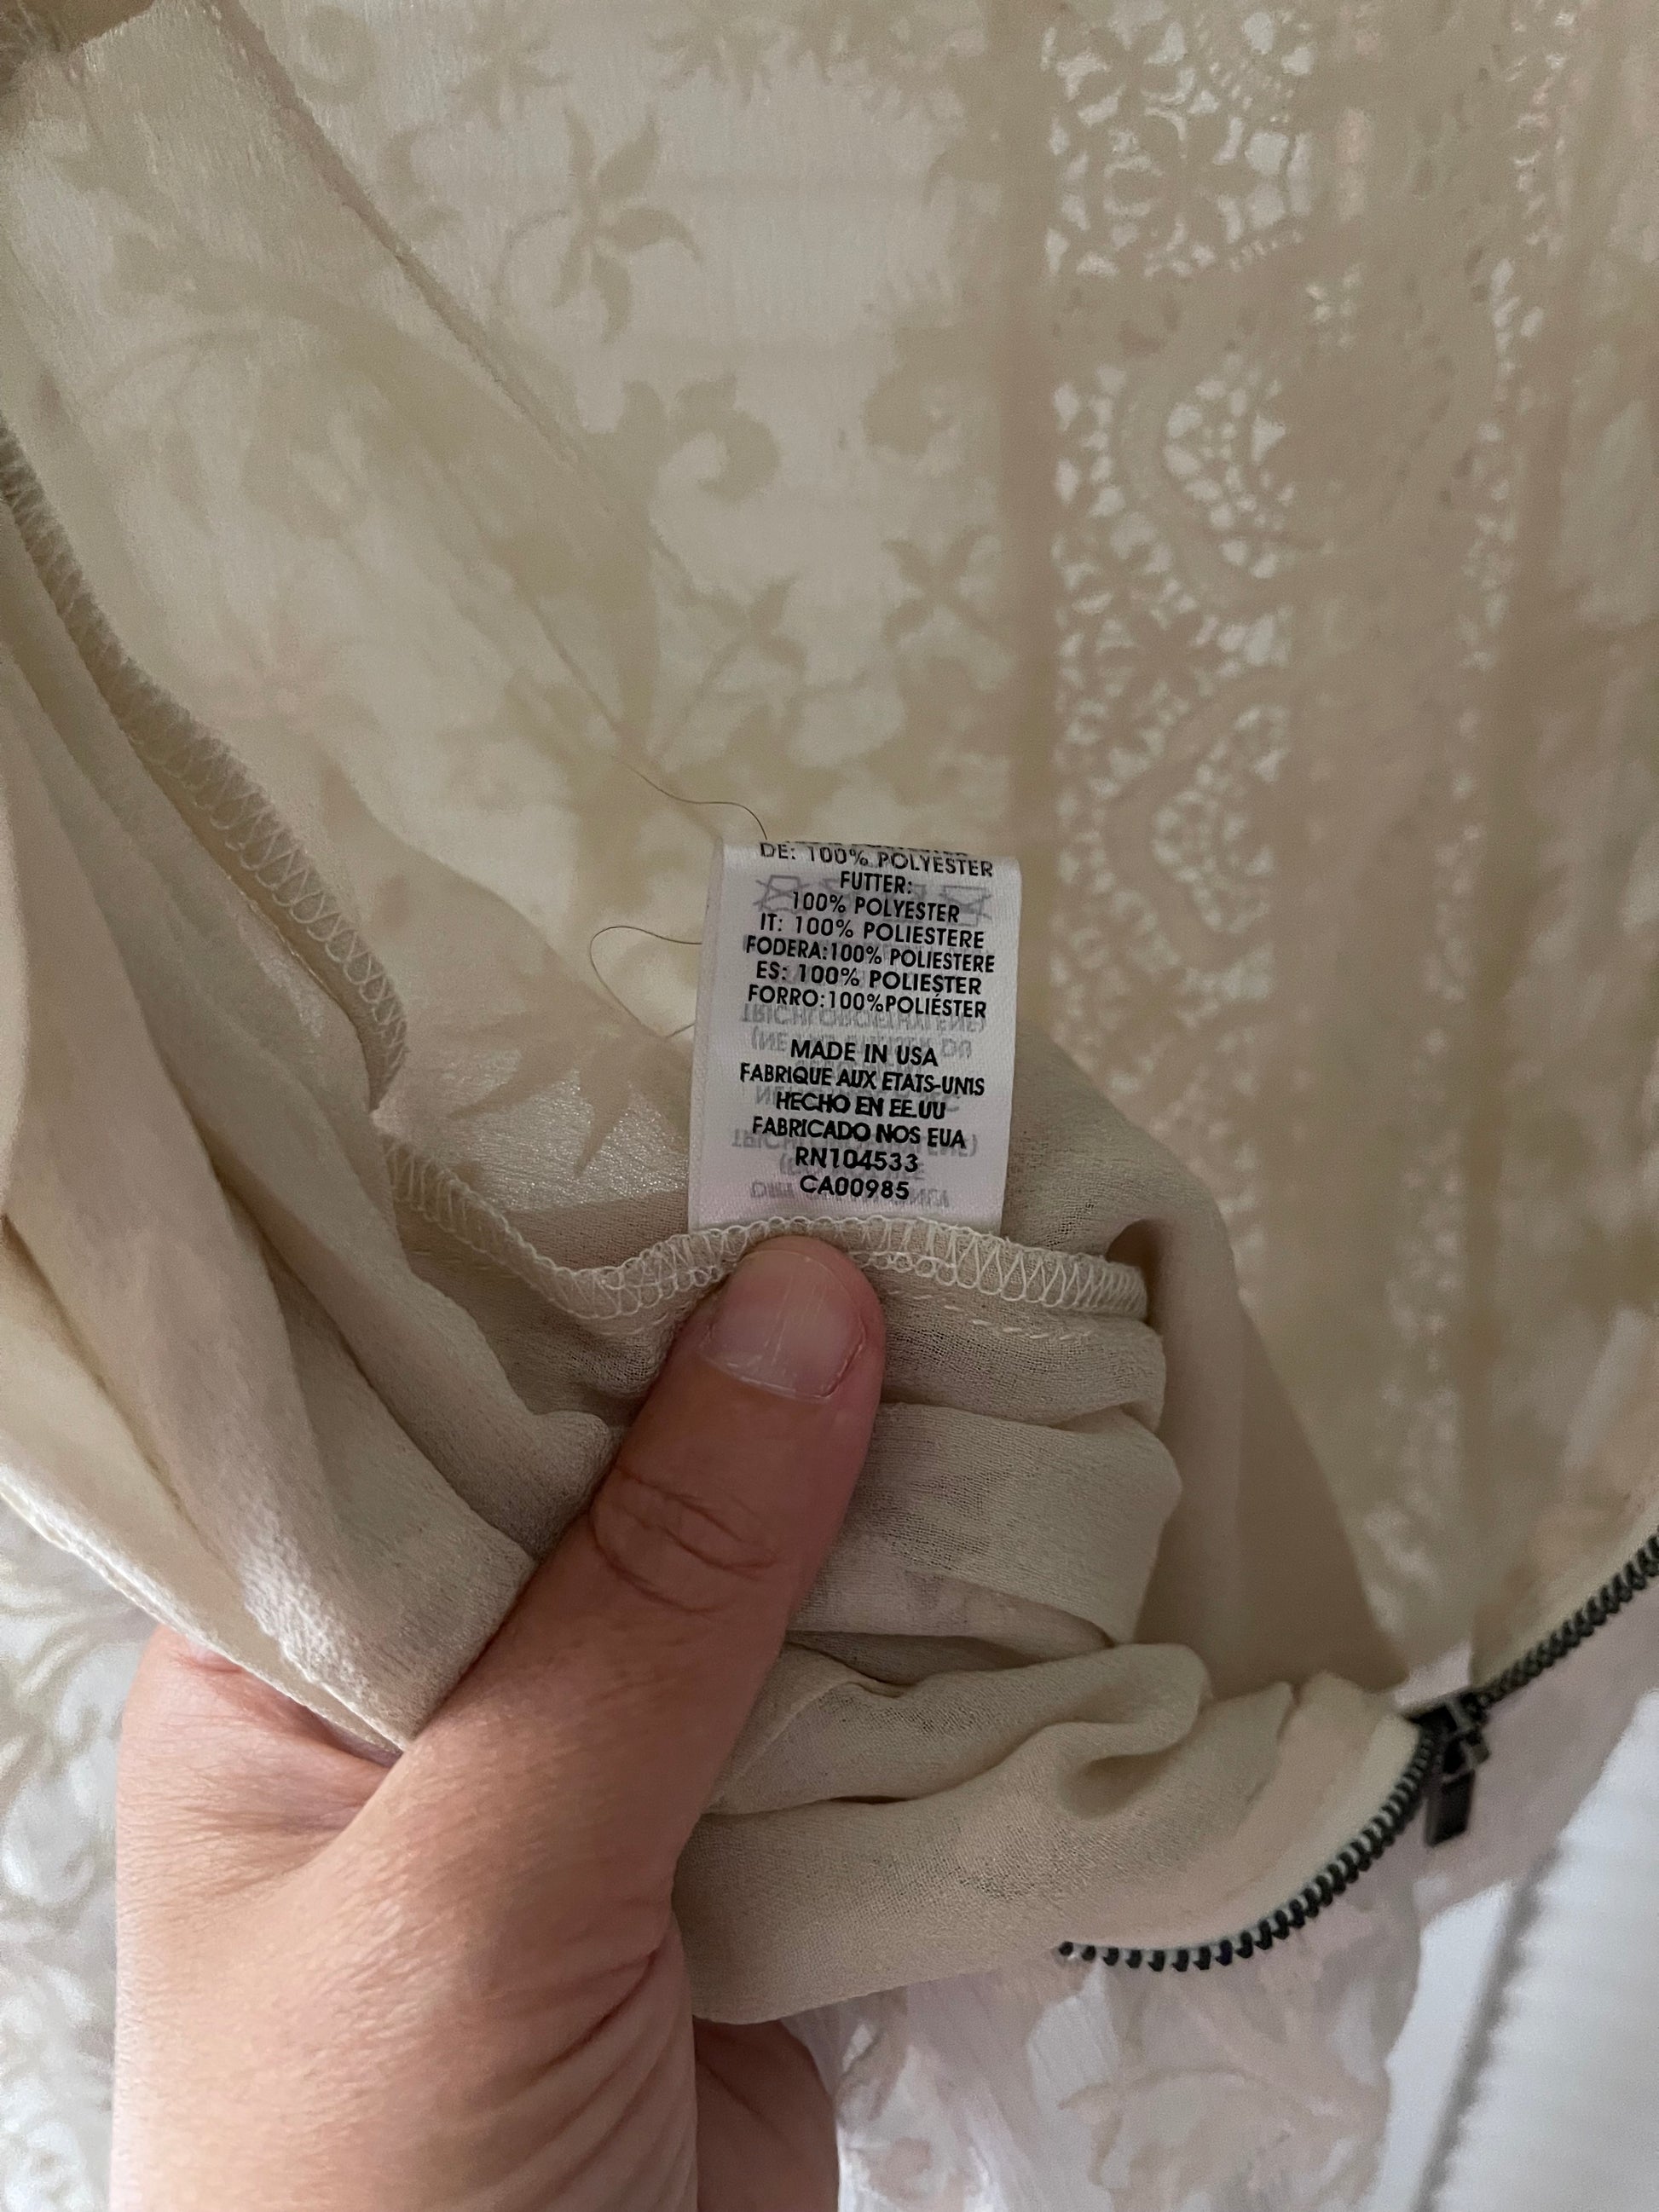 DE: 100% POLYESTER
FUTTER:
100% POLYESTER
IT: 100% POLIESTERE
FODERA:100% POLIESTERE
ES: 100% POLIESTER
FORRO:100%POLIÉSTER
MADE IN USA
FABRIQUE AUX ETATS-UNIS
HECHO EN EE.UU
FABRICADO NOS EUA
RN104533
CA00985